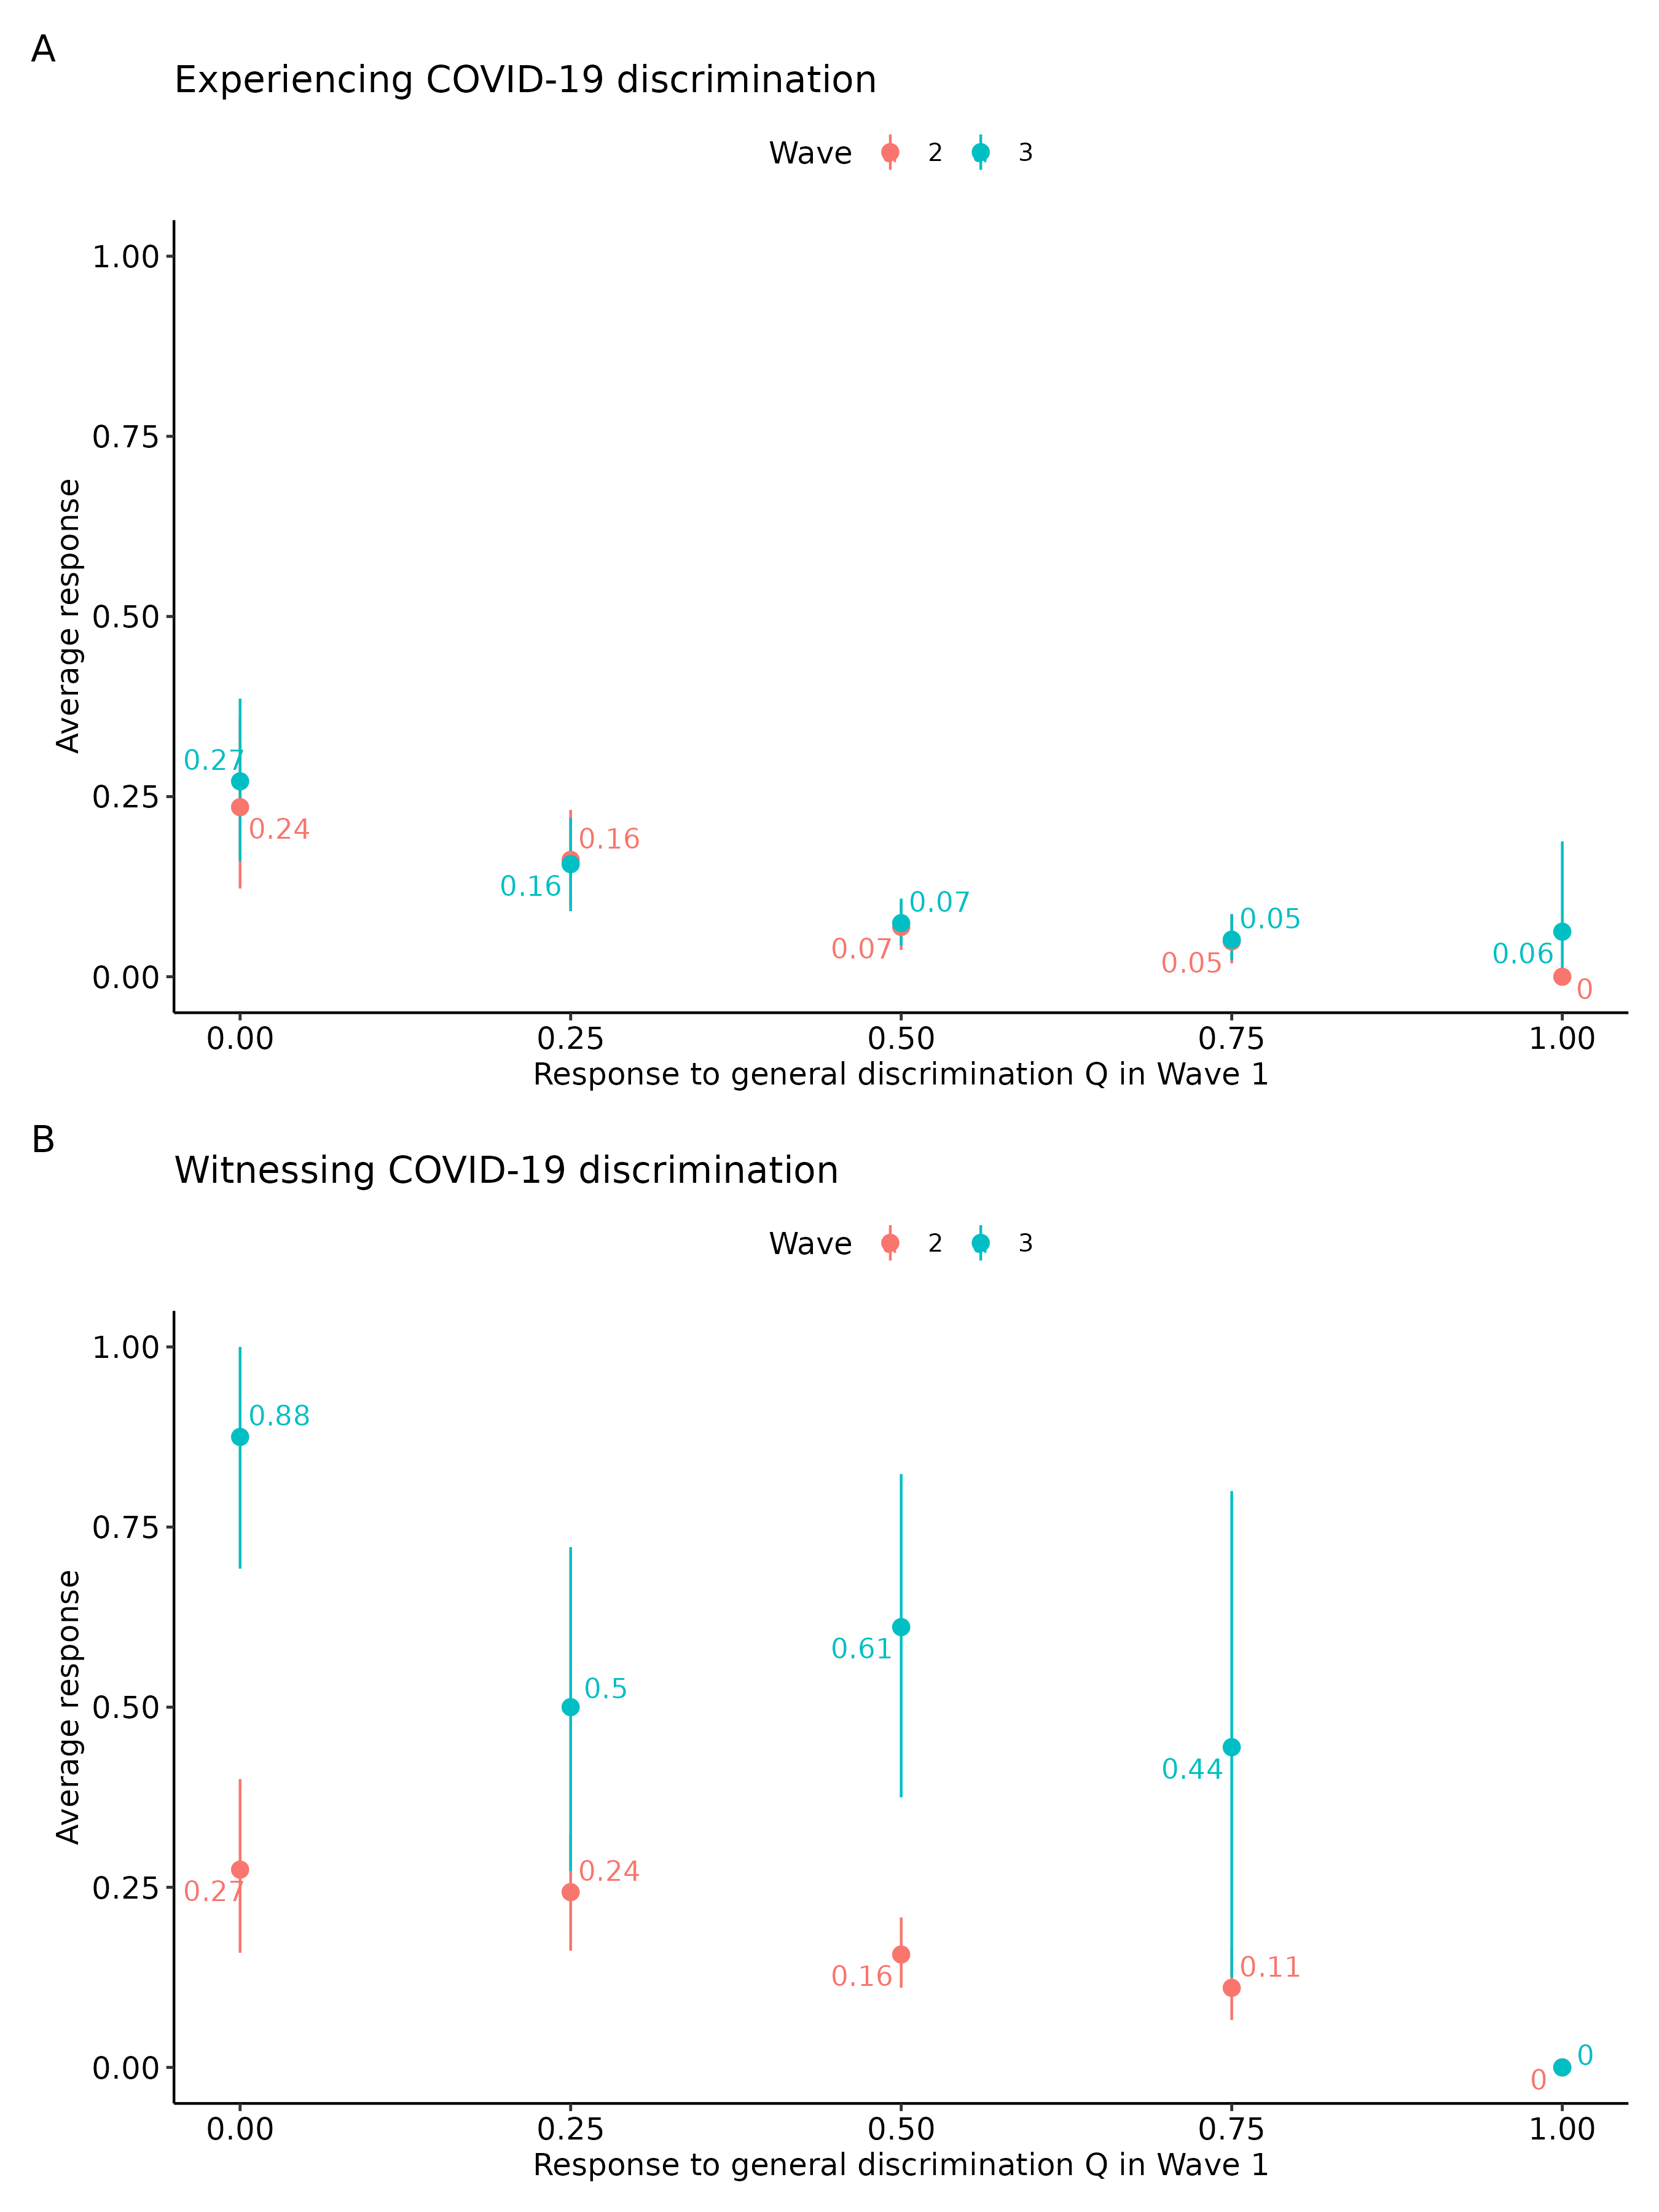 A
Experiencing COVID-19 discrimination
Wave 2 3
1.00
0.75
0.50
0.25
0.00
Average response
0.27
0.24
0.16
0.16
0.07
0.07
0.05
0.05
0.06
0
0.00 0.25 0.50 0.75 1.00
Response to general discrimination Q in Wave 1
B
Witnessing COVID-19 discrimination
Wave 2 3
1.00
0.75
0.50
0.25
0.00
Average response
0.88
0.27
0.5
0.24
0.61
0.16
0.44
0.11
0
0
0.00 0.25 0.50 0.75 1.00
Response to general discrimination Q in Wave 1